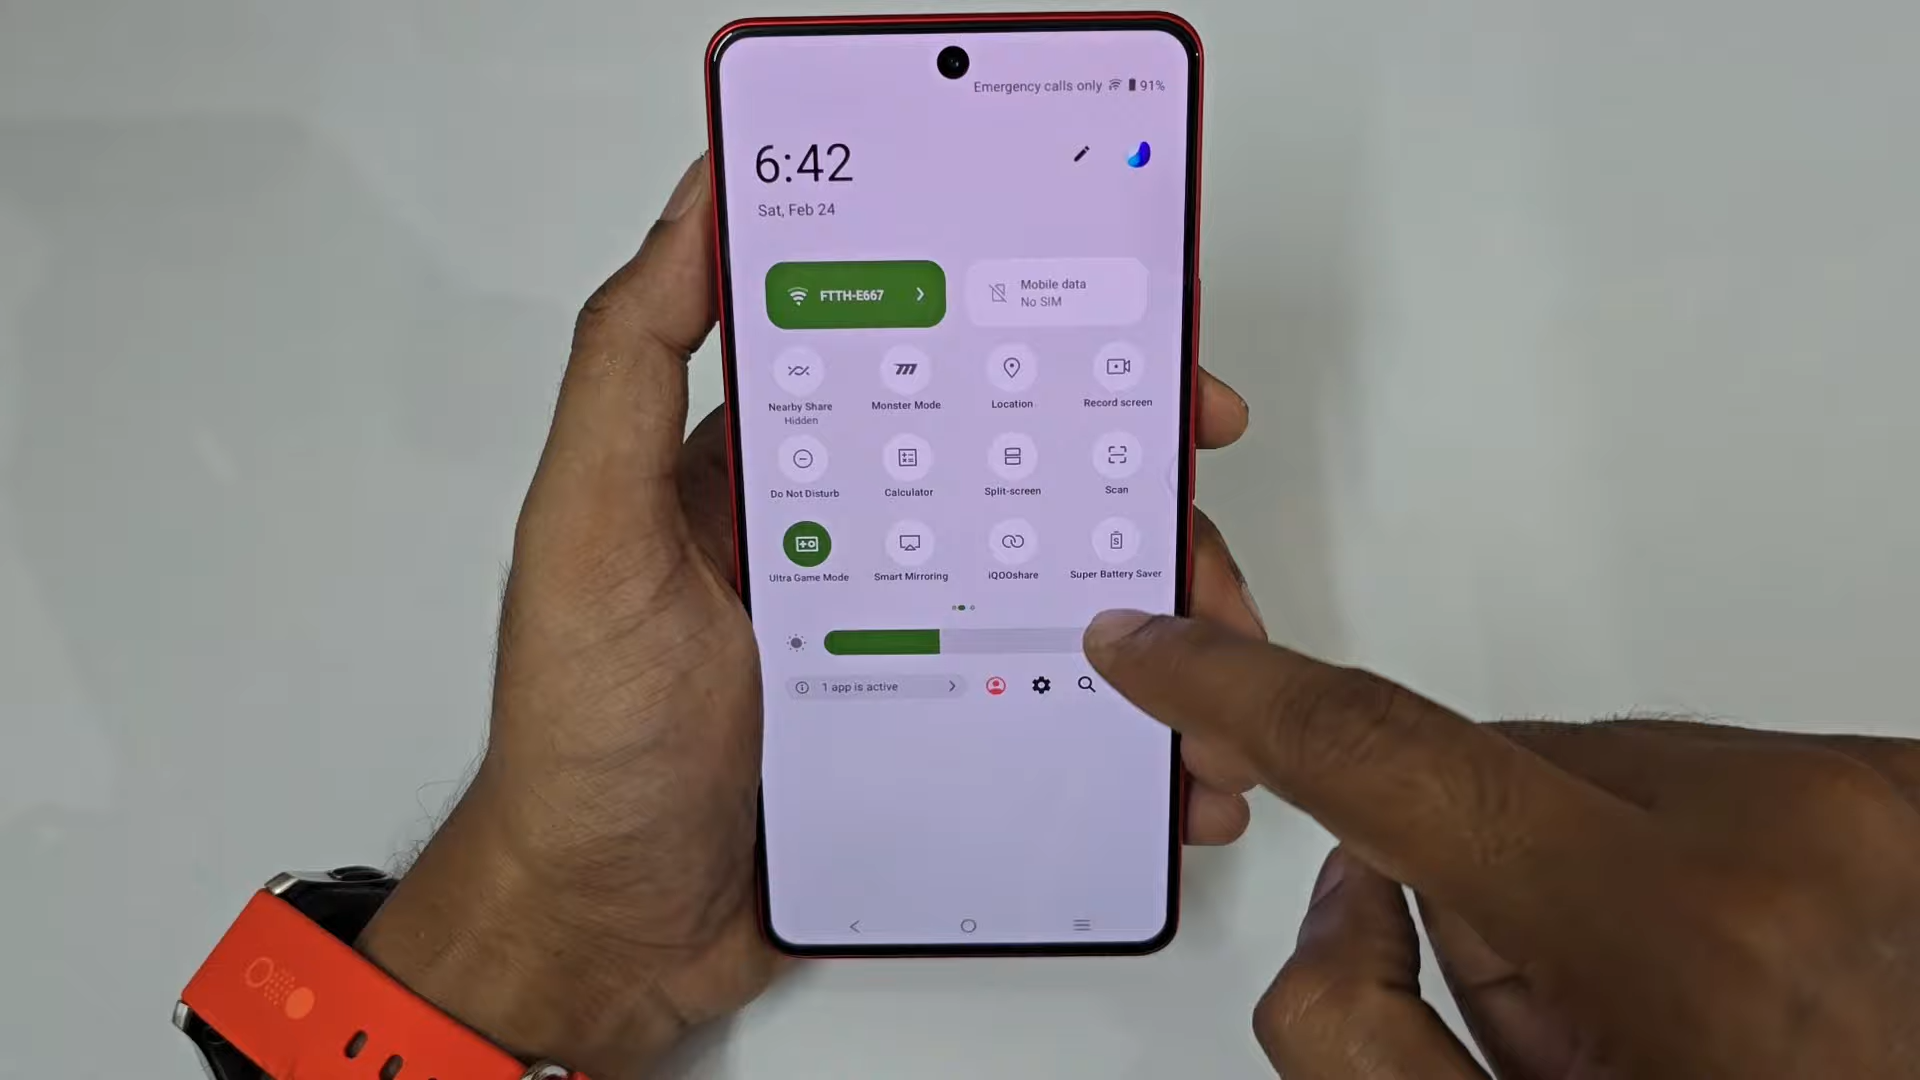 Emergency calls only 91%
6:42
Sat, Feb 24
FTTH-E667
Mobile data
No SIM
Nearby Share
Hidden
Monster Mode
Location
Record screen
Do Not Disturb
Calculator
Split-screen
Scan
Ultra Game Mode
Smart Mirroring
iQOOshare
Super Battery Saver
1 app is active